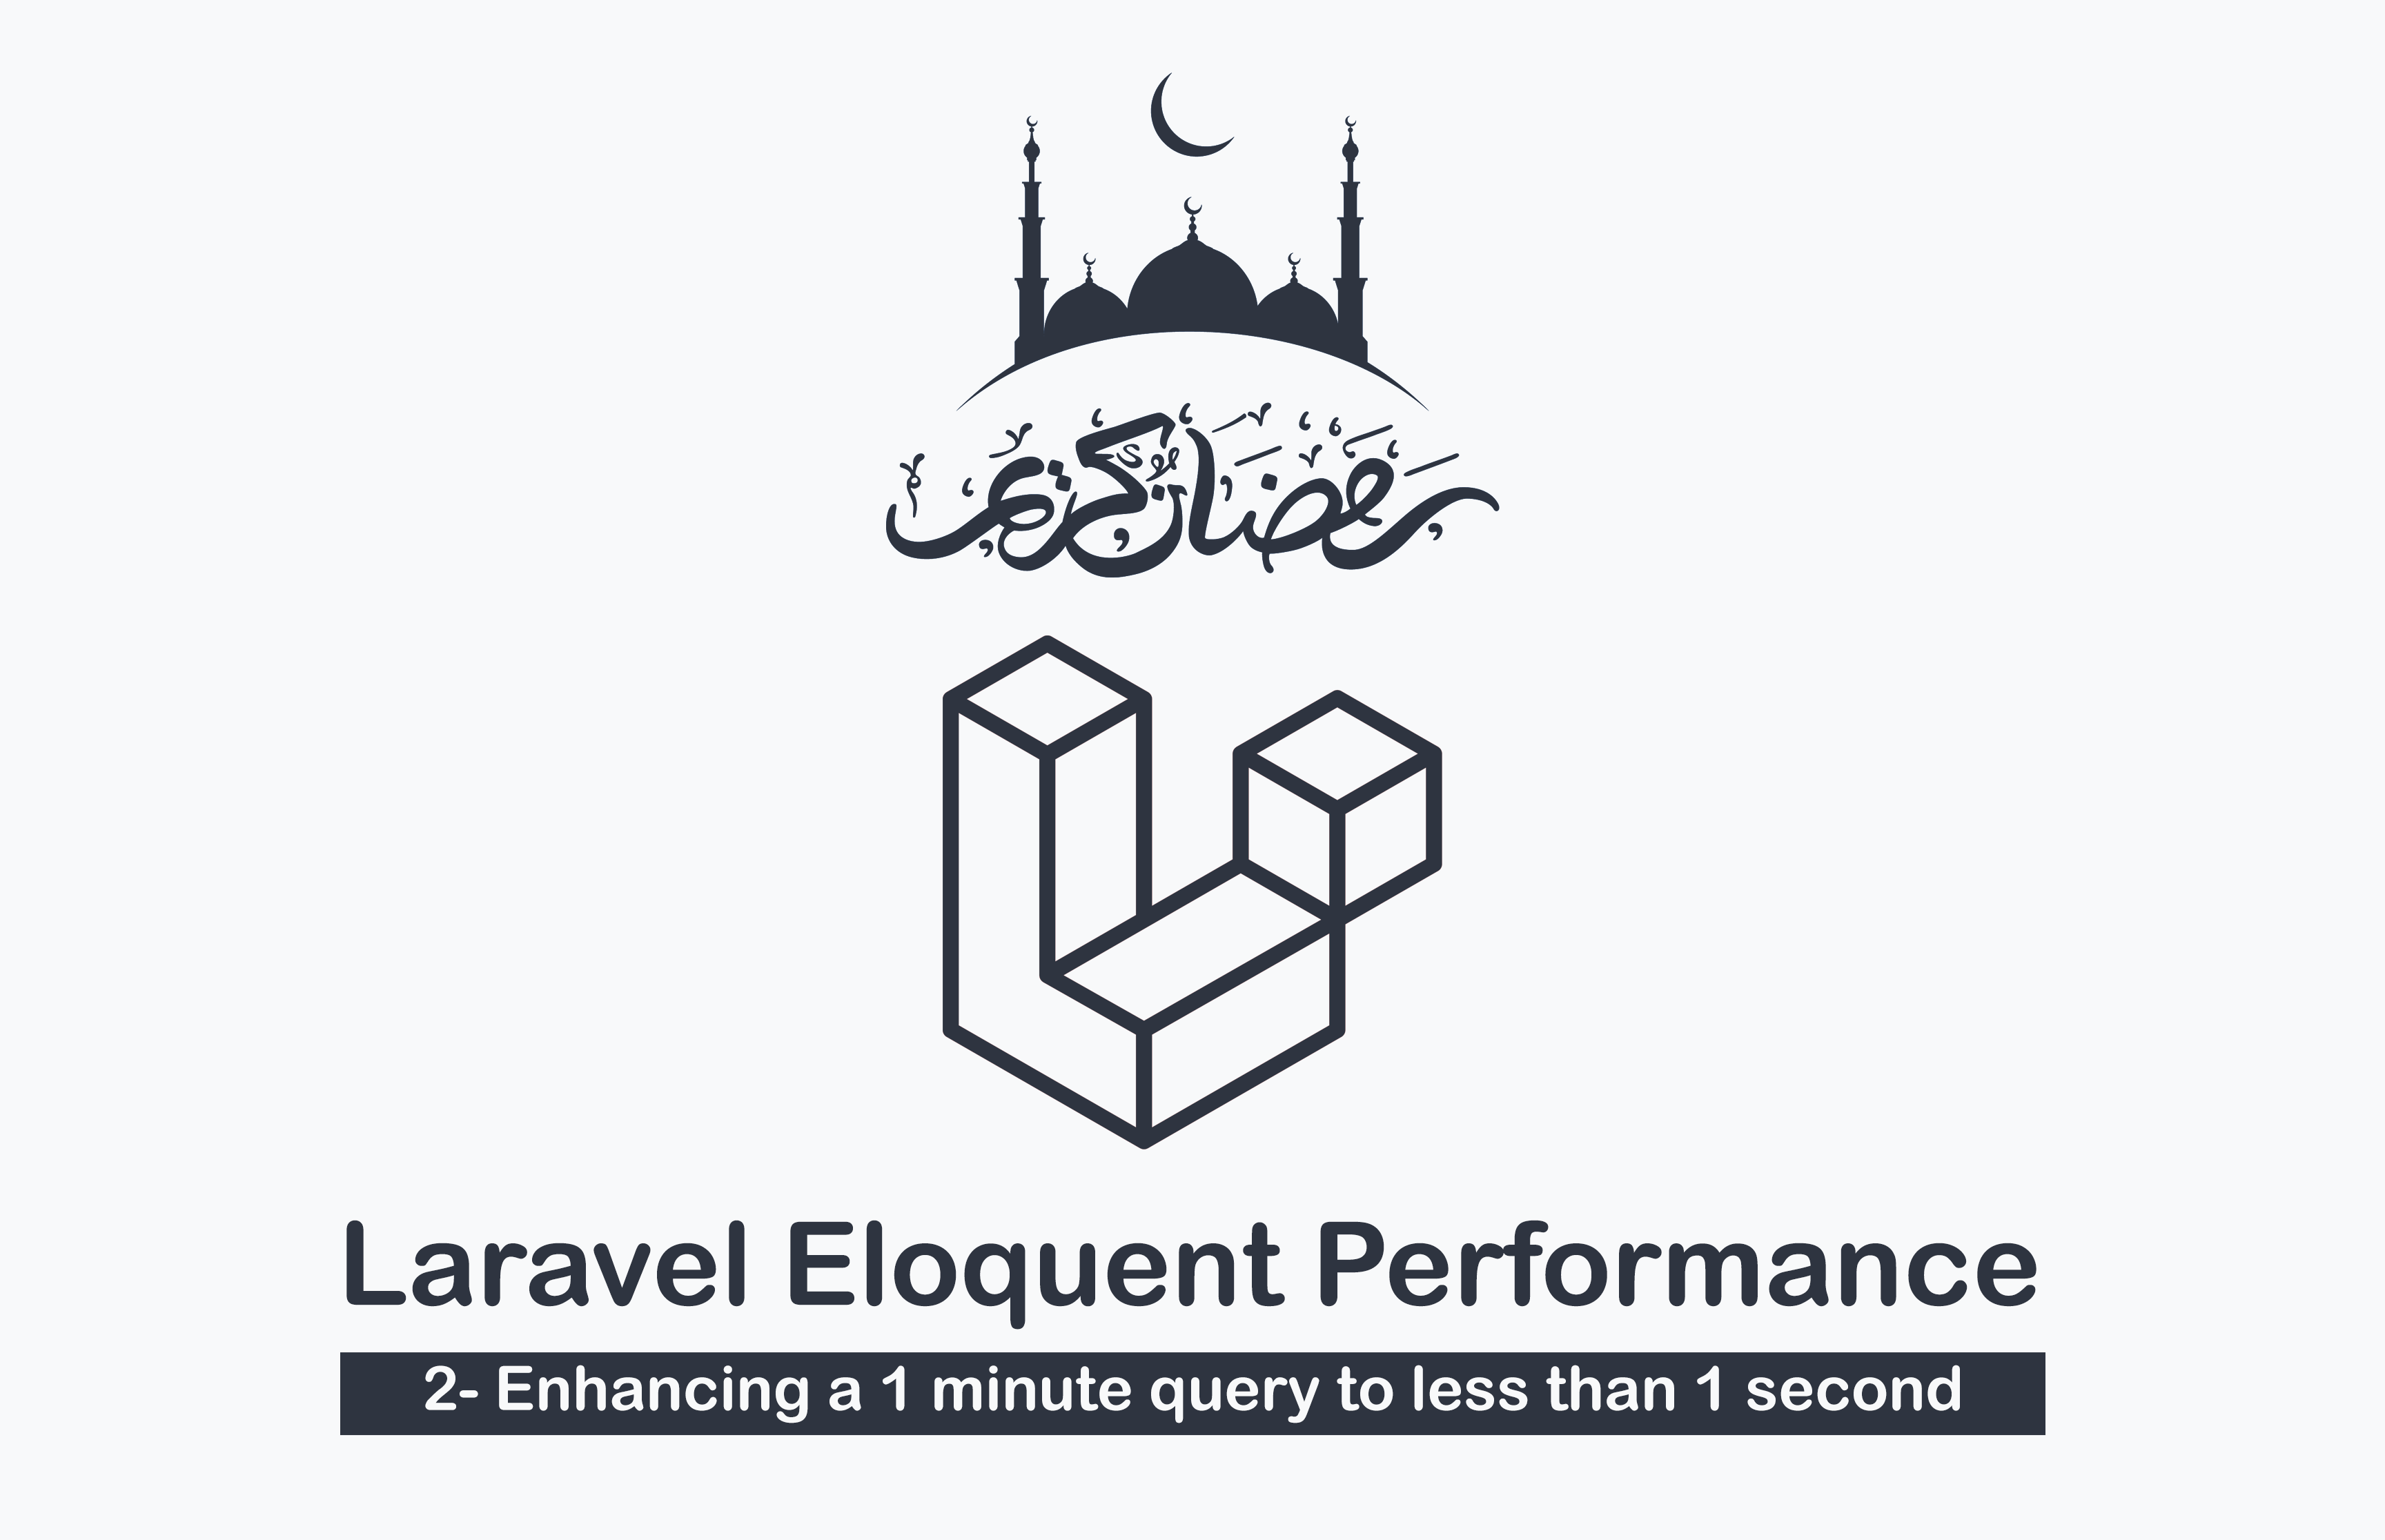 رمضان كريم
Laravel Eloquent Performance
2- Enhancing a 1 minute query to less than 1 second